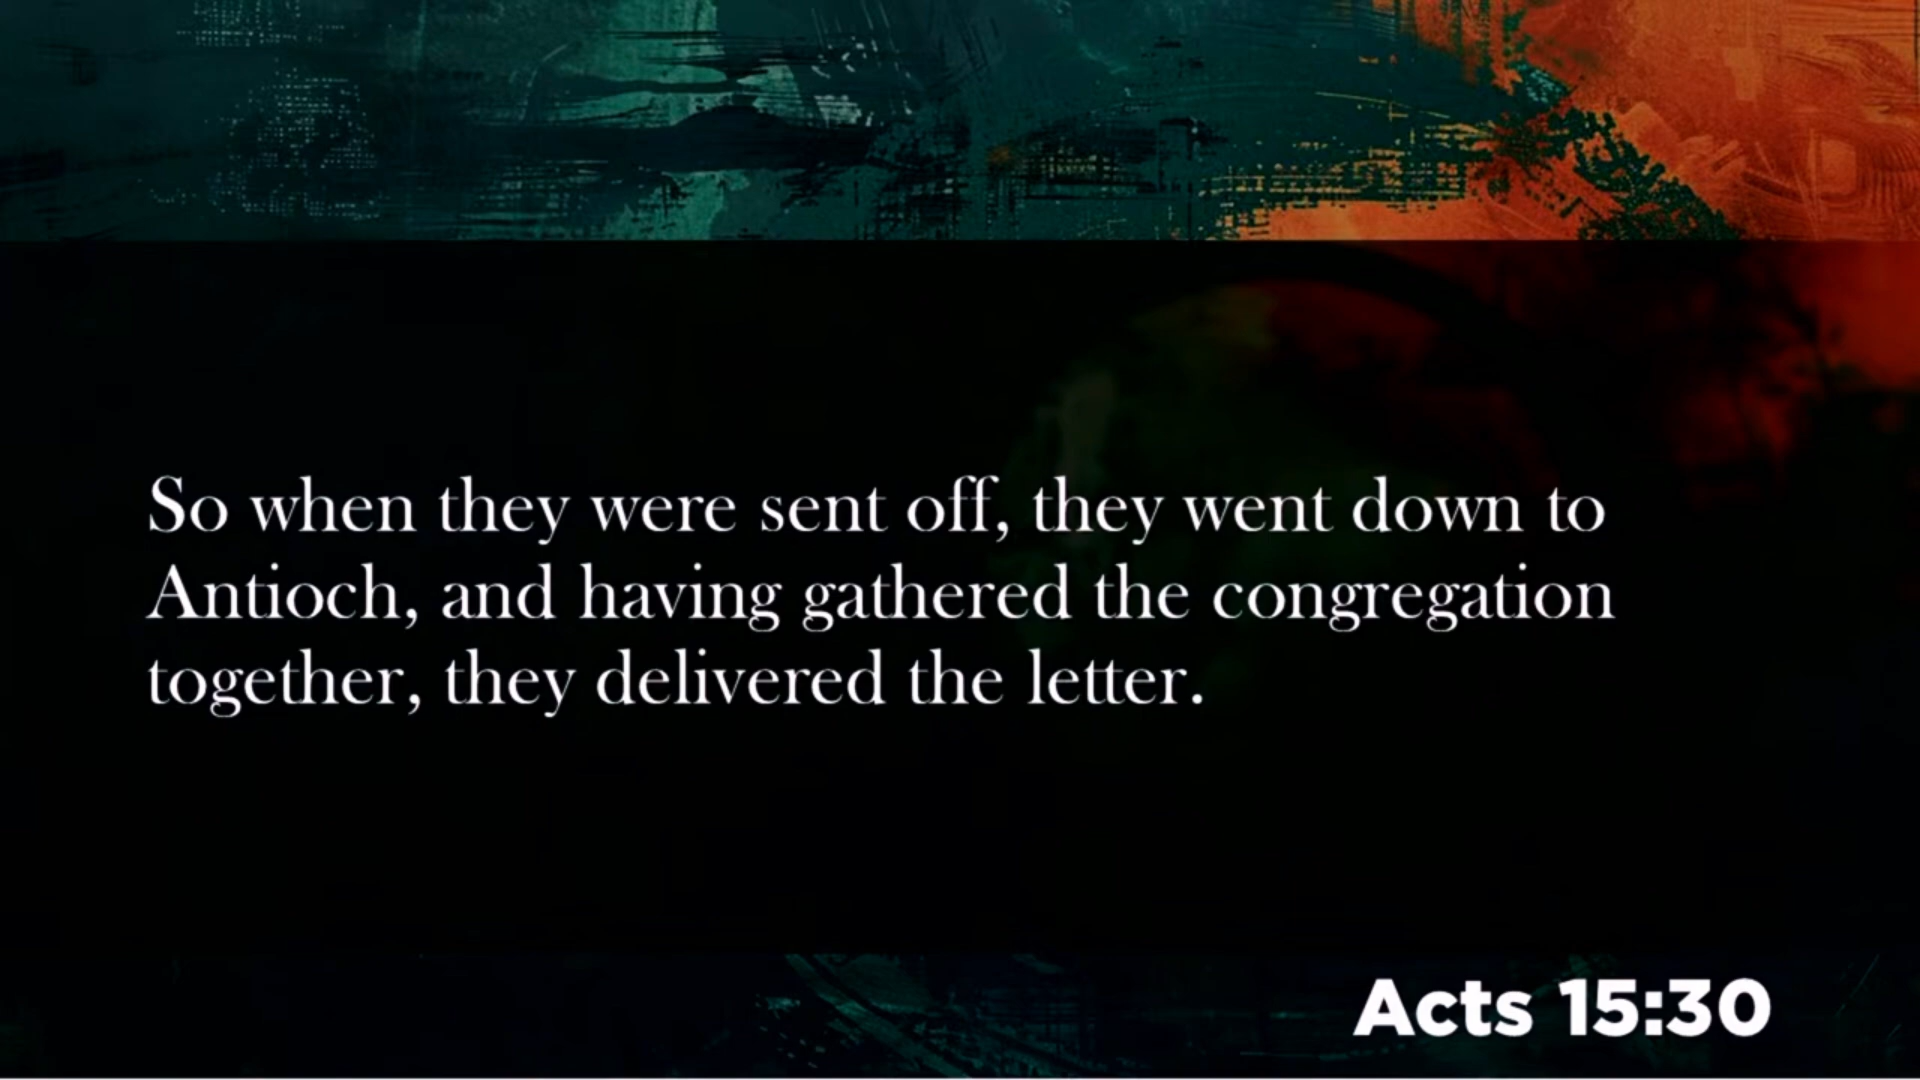 So when they were sent off, they went down to
Antioch, and having gathered the congregation
together, they delivered the letter.
Acts 15:30